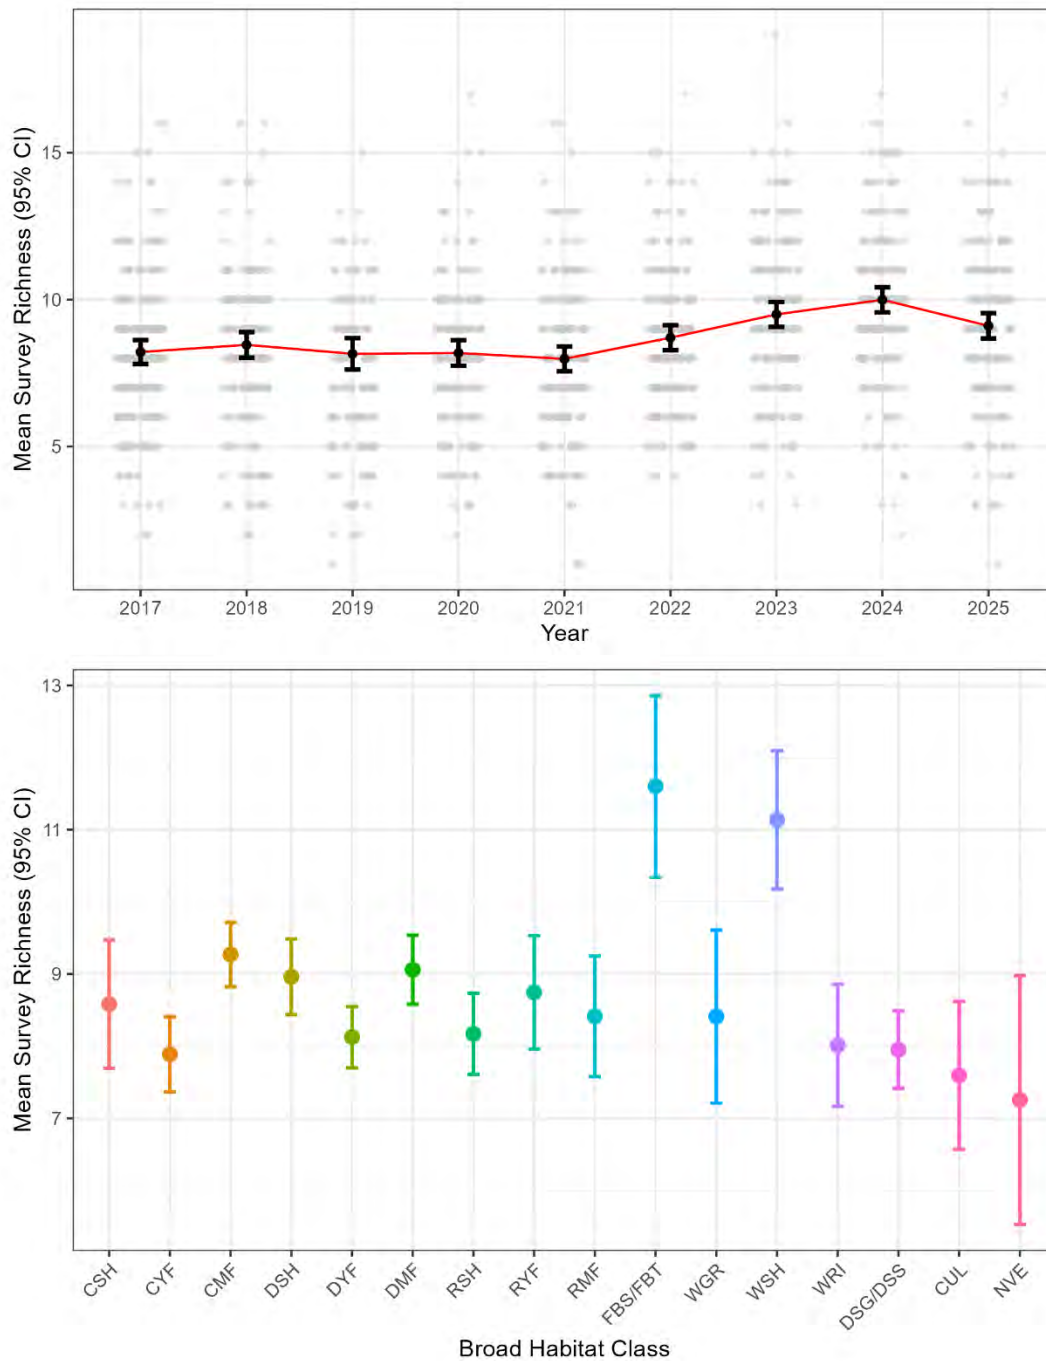 Mean Survey Richness (95% CI)
15
10
5
2017 2018 2019 2020 2021 2022 2023 2024 2025
Year
Mean Survey Richness (95% CI)
13
11
9
7
CSH CYF CMF DSH DYF DMF RSH RYF RMF FBS/FBT WGR WSH WRI DSG/DSS CUL NVE
Broad Habitat Class